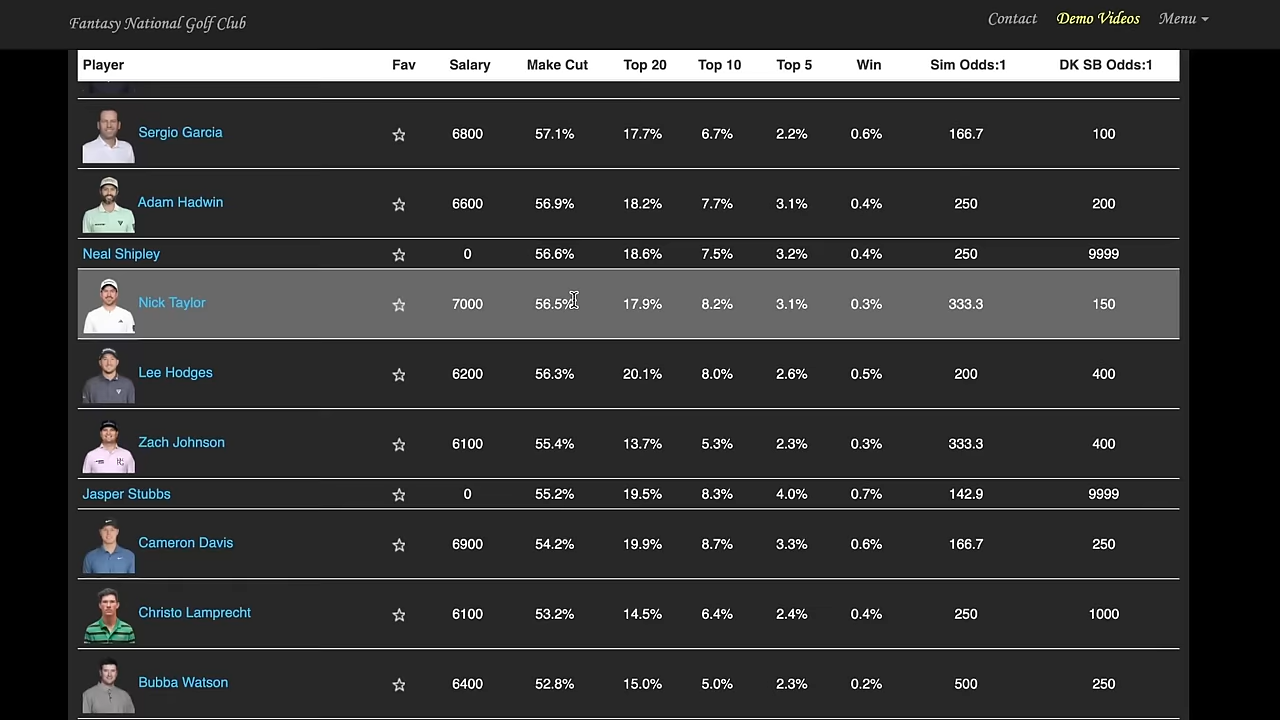 Fantasy National Golf Club Contact Demo Videos Menu
Player Fav Salary Make Cut Top 20 Top 10 Top 5 Win Sim Odds:1 DK SB Odds:1
Sergio Garcia 6800 57.1% 17.7% 6.7% 2.2% 0.6% 166.7 100
Adam Hadwin 6600 56.9% 18.2% 7.7% 3.1% 0.4% 250 200
Neal Shipley 0 56.6% 18.6% 7.5% 3.2% 0.4% 250 9999
Nick Taylor 7000 56.5% 17.9% 8.2% 3.1% 0.3% 333.3 150
Lee Hodges 6200 56.3% 20.1% 8.0% 2.6% 0.5% 200 400
Zach Johnson 6100 55.4% 13.7% 5.3% 2.3% 0.3% 333.3 400
Jasper Stubbs 0 55.2% 19.5% 8.3% 4.0% 0.7% 142.9 9999
Cameron Davis 6900 54.2% 19.9% 8.7% 3.3% 0.6% 166.7 250
Christo Lamprecht 6100 53.2% 14.5% 6.4% 2.4% 0.4% 250 1000
Bubba Watson 6400 52.8% 15.0% 5.0% 2.3% 0.2% 500 250